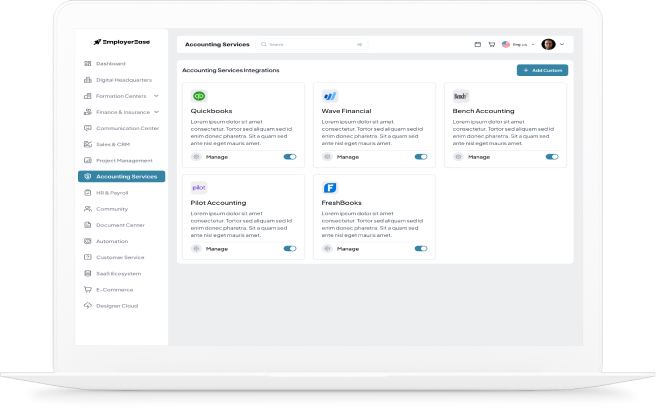 EmployerEase
Accounting Services
Search
Eng (US)
Dashboard
Digital Headquarters
Formation Centers
Finance & Insurance
Communication Center
Sales & CRM
Project Management
Accounting Services
HR & Payroll
Community
Document Center
Automation
Customer Service
SaaS Ecosystem
E-Commerce
Designer Cloud
Accounting Services Integrations
+ Add Custom
qb
Quickbooks
Lorem ipsum dolor sit amet
consectetur. Tortor sed aliquam sed id
enim donec pharetra. Sit a quam sed
ante nisl eget mauris amet.
Manage
Wave Financial
Lorem ipsum dolor sit amet
consectetur. Tortor sed aliquam sed id
enim donec pharetra. Sit a quam sed
ante nisl eget mauris amet.
Manage
Bench
Bench Accounting
Lorem ipsum dolor sit amet
consectetur. Tortor sed aliquam sed id
enim donec pharetra. Sit a quam sed
ante nisl eget mauris amet.
Manage
pilot
Pilot Accounting
Lorem ipsum dolor sit amet
consectetur. Tortor sed aliquam sed id
enim donec pharetra. Sit a quam sed
ante nisl eget mauris amet.
Manage
F
FreshBooks
Lorem ipsum dolor sit amet
consectetur. Tortor sed aliquam sed id
enim donec pharetra. Sit a quam sed
ante nisl eget mauris amet.
Manage